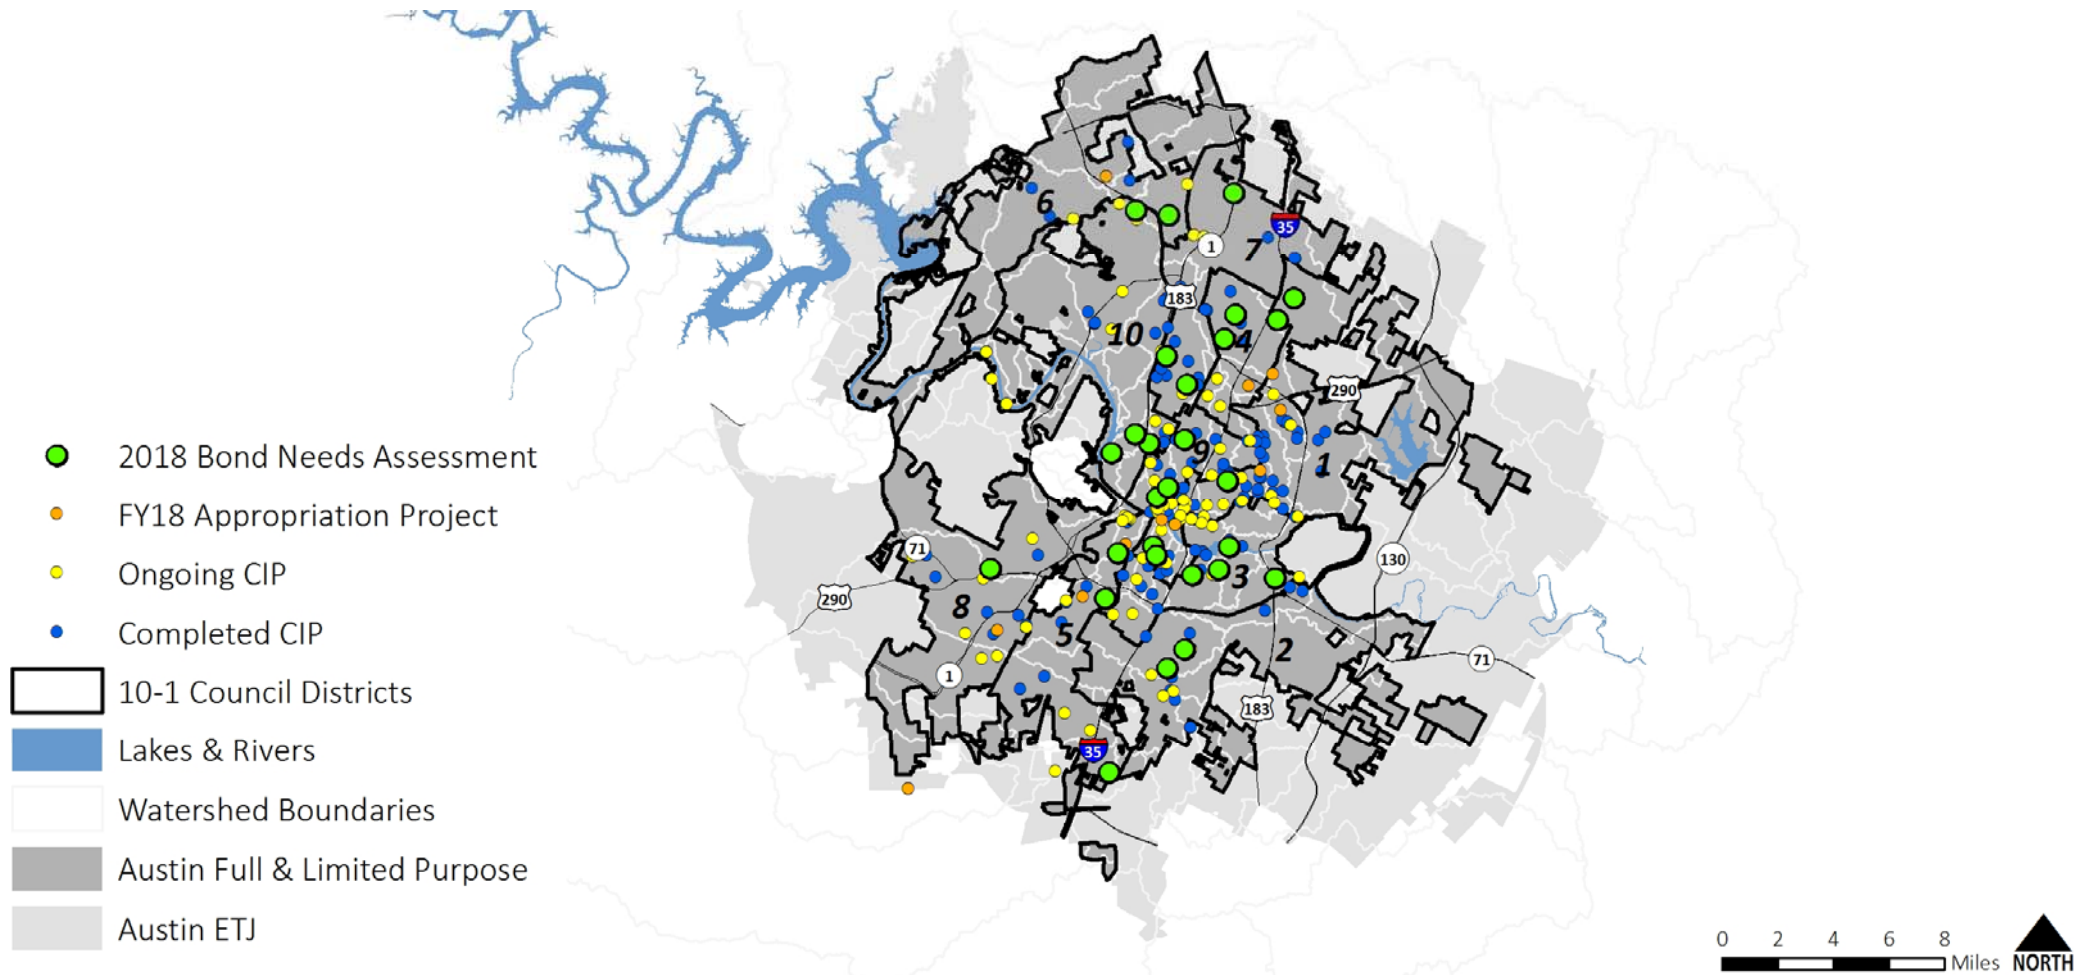 6
35
1
7
183
10
4
290
2018 Bond Needs Assessment
9
1
FY18 Appropriation Project
71
130
Ongoing CIP
3
290
8
Completed CIP
5
2
71
1
10-1 Council Districts
183
Lakes & Rivers
35
Watershed Boundaries
Austin Full & Limited Purpose
Austin ETJ
0 2 4 6 8
Miles
NORTH